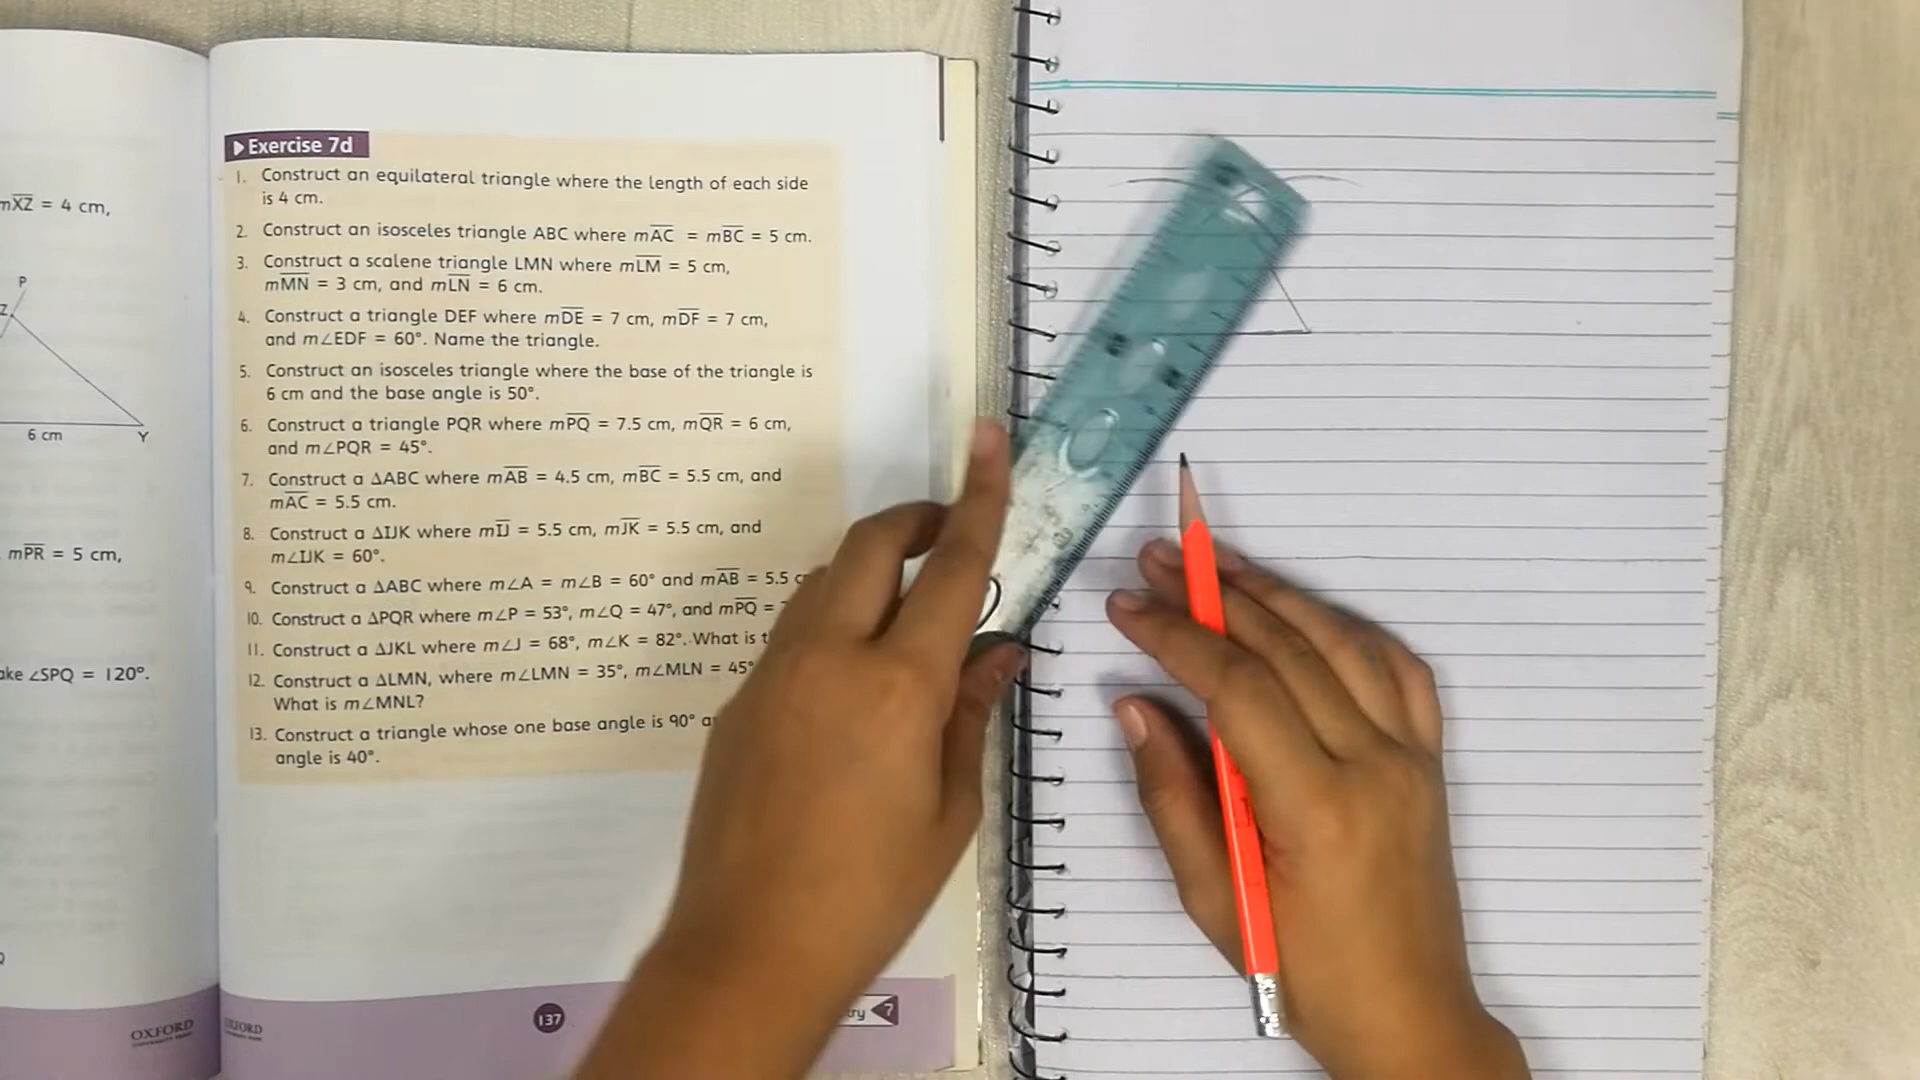 mXZ = 4 cm,
P
Z
6 cm
Y
mPR = 5 cm,
∠SPQ = 120°.
OXFORD
Exercise 7d
1. Construct an equilateral triangle where the length of each side
is 4 cm.
2. Construct an isosceles triangle ABC where mAC = mBC = 5 cm.
3. Construct a scalene triangle LMN where mLM = 5 cm,
mMN = 3 cm, and mLN = 6 cm.
4. Construct a triangle DEF where mDE = 7 cm, mDF = 7 cm,
and m∠EDF = 60°. Name the triangle.
5. Construct an isosceles triangle where the base of the triangle is
6 cm and the base angle is 50°.
6. Construct a triangle PQR where mPQ = 7.5 cm, mQR = 6 cm,
and m∠PQR = 45°.
7. Construct a ΔABC where mAB = 4.5 cm, mBC = 5.5 cm, and
mAC = 5.5 cm.
8. Construct a ΔIJK where mIJ = 5.5 cm, mJK = 5.5 cm, and
m∠IJK = 60°.
9. Construct a ΔABC where m∠A = m∠B = 60° and mAB = 5.5
10. Construct a ΔPQR where m∠P = 53°, m∠Q = 47°, and mPQ =
11. Construct a ΔJKL where m∠J = 68°, m∠K = 82°. What is
12. Construct a ΔLMN, where m∠LMN = 35°, m∠MLN = 45°
What is m∠MNL?
13. Construct a triangle whose one base angle is 90°
angle is 40°.
OXFORD
137
7